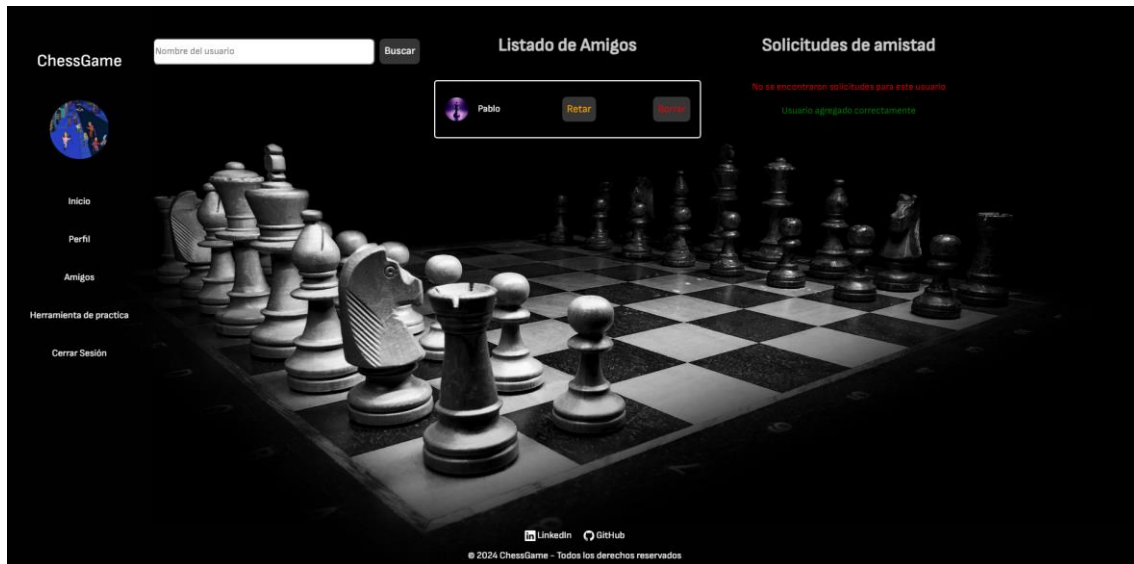 ChessGame
Inicio
Perfil
Amigos
Herramienta de practica
Cerrar Sesión
Nombre del usuario
Buscar
Listado de Amigos
Pablo
Retar
Borrar
Solicitudes de amistad
No se encontraron solicitudes para este usuario
Usuario agregado correctamente
LinkedIn
GitHub
© 2024 ChessGame - Todos los derechos reservados